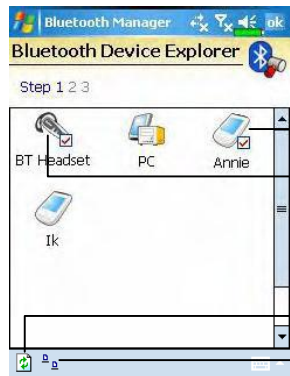 Bluetooth Manager ok
Bluetooth Device Explorer
Step 1 2 3
BT Headset PC Annie
Ik